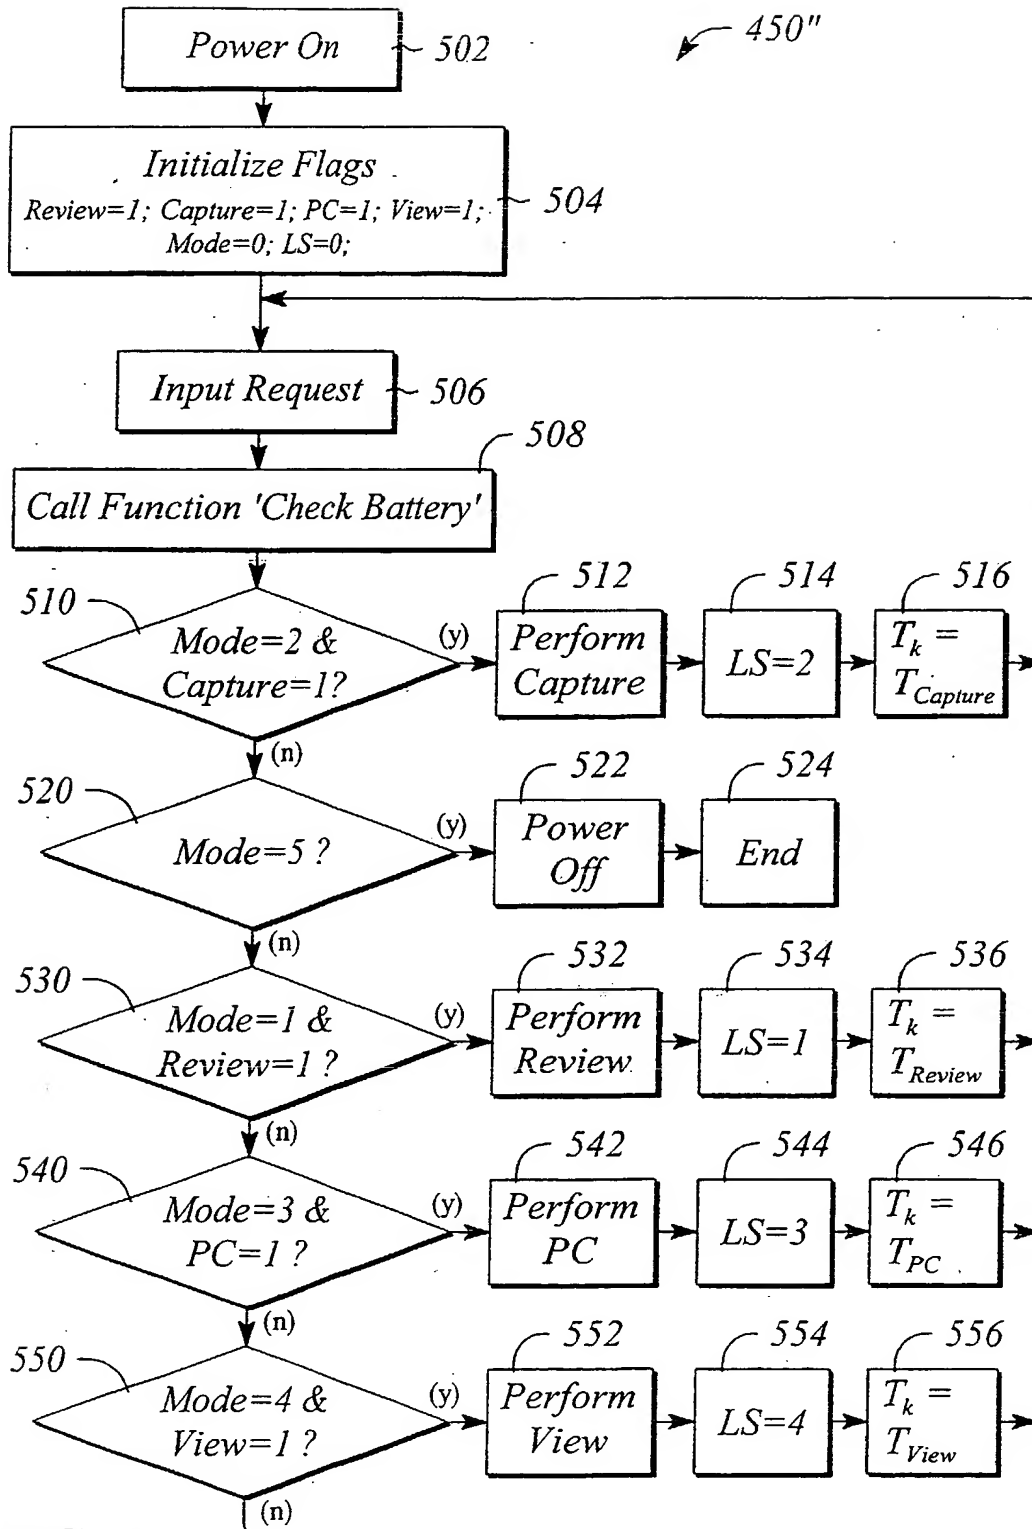 450"
Power On
502
Initialize Flags
Review=1; Capture=1; PC=1; View=1;
Mode=0; LS=0;
504
Input Request
506
508
Call Function 'Check Battery'
510
Mode=2 &
Capture=1?
(y)
512
Perform
Capture
514
LS=2
516
Tk =
TCapture
(n)
520
Mode=5 ?
(y)
522
Power
Off
524
End
(n)
530
Mode=1 &
Review=1 ?
(y)
532
Perform
Review
534
LS=1
536
Tk =
TReview
(n)
540
Mode=3 &
PC=1 ?
(y)
542
Perform
PC
544
LS=3
546
Tk =
TPC
(n)
550
Mode=4 &
View=1 ?
(y)
552
Perform
View
554
LS=4
556
Tk =
TView
(n)